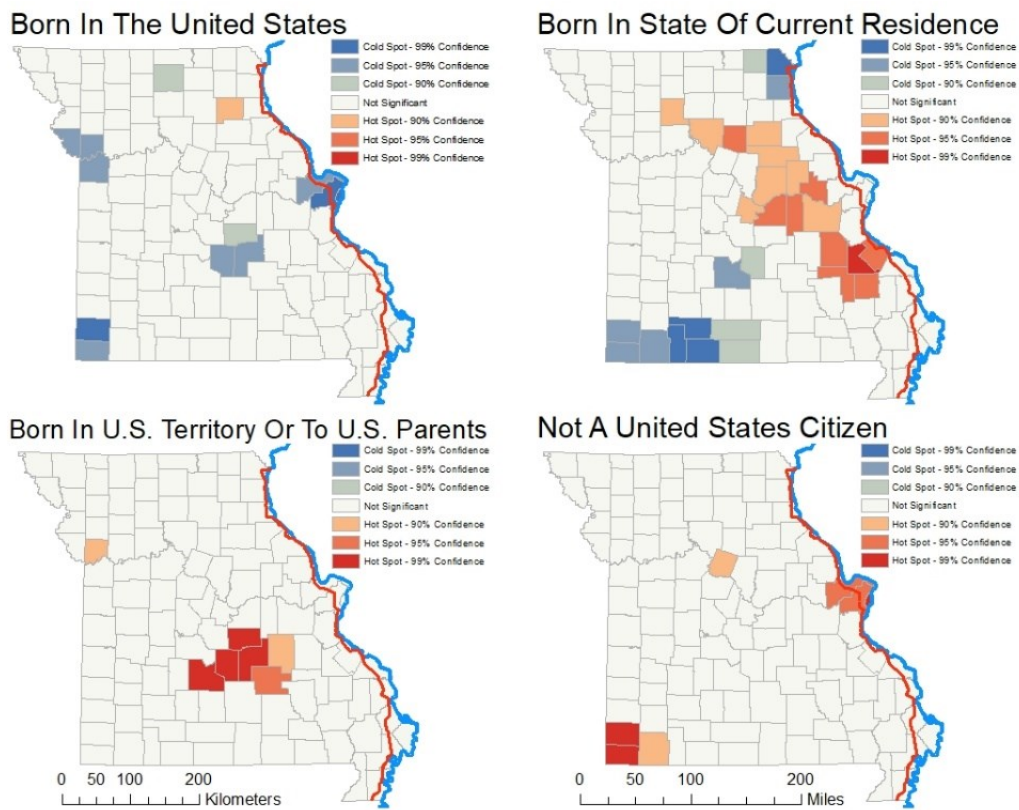 Born In The United States
Cold Spot - 99% Confidence
Cold Spot - 95% Confidence
Cold Spot - 90% Confidence
Not Significant
Hot Spot - 90% Confidence
Hot Spot - 95% Confidence
Hot Spot - 99% Confidence
Born In State Of Current Residence
Cold Spot - 99% Confidence
Cold Spot - 95% Confidence
Cold Spot - 90% Confidence
Not Significant
Hot Spot - 90% Confidence
Hot Spot - 95% Confidence
Hot Spot - 99% Confidence
Born In U.S. Territory Or To U.S. Parents
Cold Spot - 99% Confidence
Cold Spot - 95% Confidence
Cold Spot - 90% Confidence
Not Significant
Hot Spot - 90% Confidence
Hot Spot - 95% Confidence
Hot Spot - 99% Confidence
0 50 100 200
Kilometers
Not A United States Citizen
Cold Spot - 99% Confidence
Cold Spot - 95% Confidence
Cold Spot - 90% Confidence
Not Significant
Hot Spot - 90% Confidence
Hot Spot - 95% Confidence
Hot Spot - 99% Confidence
0 50 100 200
Miles